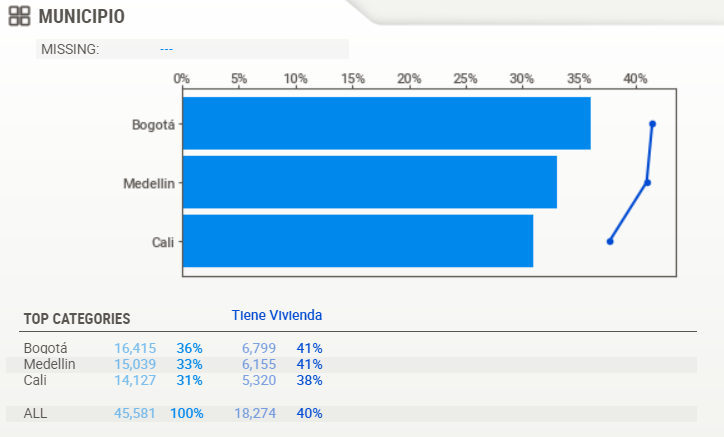 MUNICIPIO
MISSING: ---
0% 5% 10% 15% 20% 25% 30% 35% 40%
Bogotá
Medellin
Cali
TOP CATEGORIES Tiene Vivienda
Bogotá 16,415 36% 6,799 41%
Medellin 15,039 33% 6,155 41%
Cali 14,127 31% 5,320 38%
ALL 45,581 100% 18,274 40%